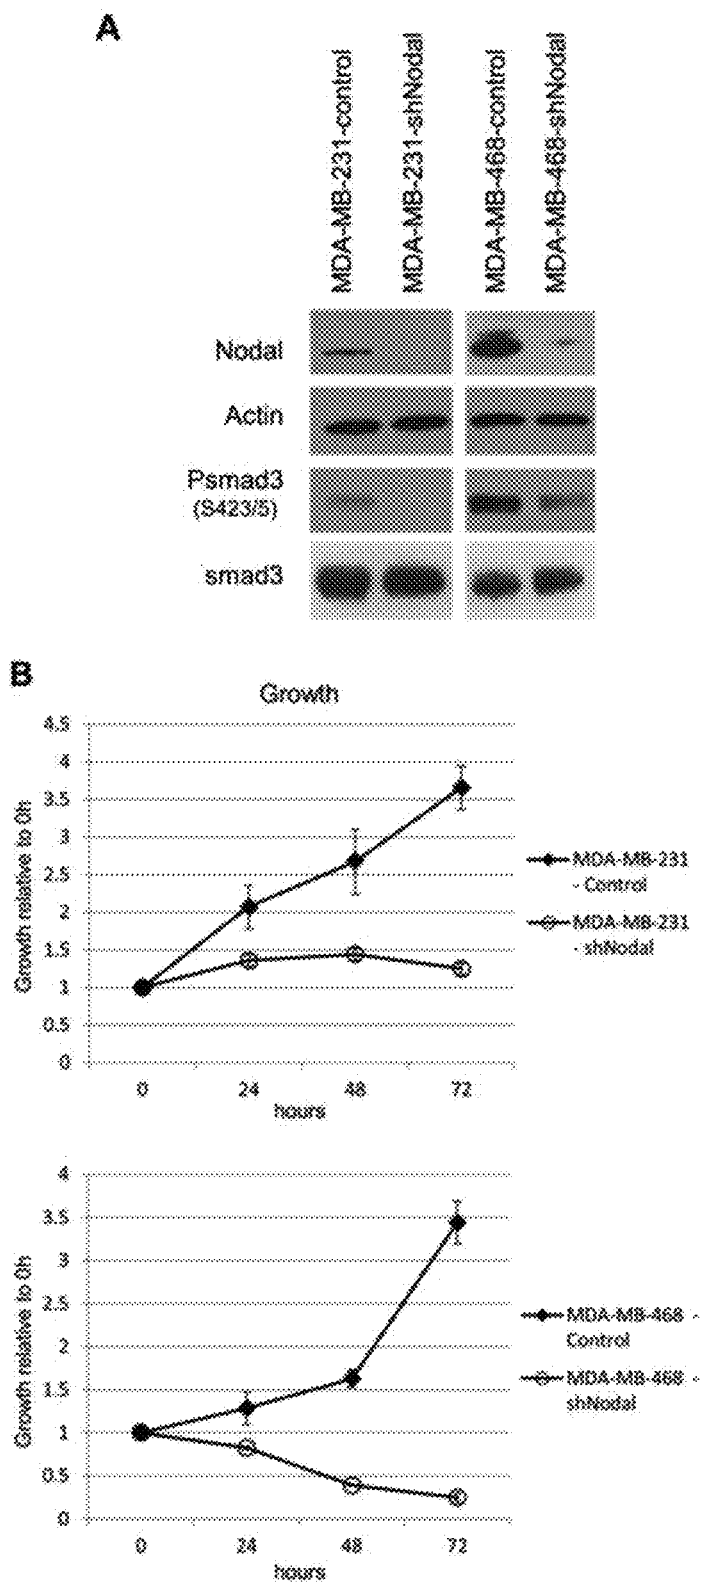 A
MDA-MB-231-control
MDA-MB-231-shNodal
MDA-MB-468-control
MDA-MB-468-shNodal
Nodal
Actin
Psmad3
(S423/5)
smad3
B
Growth
Growth relative to 0h
4.5
4
3.5
3
2.5
2
1.5
1
0.5
0
0
24
48
72
hours
MDA-MB-231
- Control
MDA-MB-231
- shNodal
Growth relative to 0h
4
3.5
3
2.5
2
1.5
1
0.5
0
0
24
48
72
hours
MDA-MB-468 -
Control
MDA-MB-468 -
shNodal